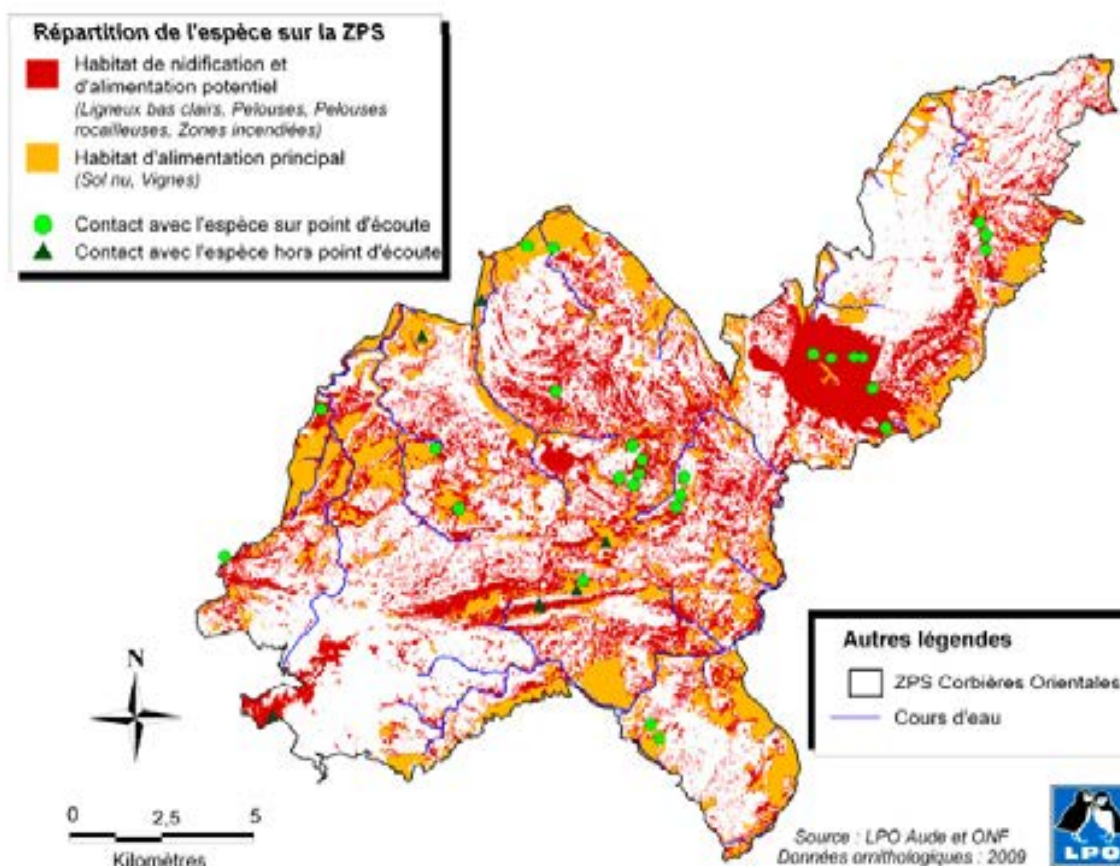 Répartition de l'espèce sur la ZPS
Habitat de nidification et
d'alimentation potentiel
(Ligneux bas clairs, Pelouses, Pelouses
rocailleuses, Zones incendiées)
Habitat d'alimentation principal
(Sol nu, Vignes)
Contact avec l'espèce sur point d'écoute
Contact avec l'espèce hors point d'écoute
N
0 2,5 5
Kilomètres
Autres légendes
ZPS Corbières Orientales
Cours d'eau
Source : LPO Aude et ONF
Données ornithologiques : 2009
LPO